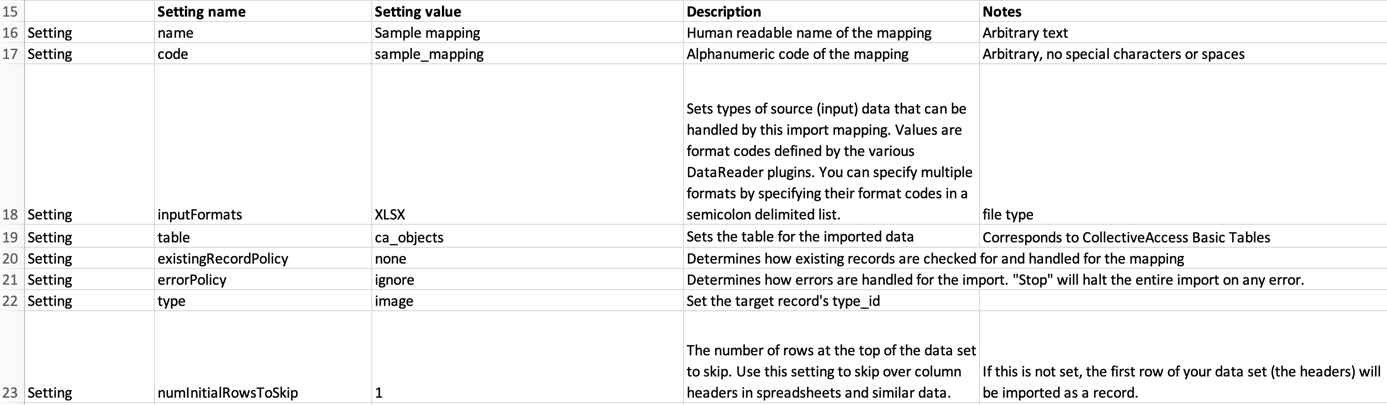 15 Setting name Setting value Description Notes
16 Setting name Sample mapping Human readable name of the mapping Arbitrary text
17 Setting code sample_mapping Alphanumeric code of the mapping Arbitrary, no special characters or spaces
Sets types of source (input) data that can be
handled by this import mapping. Values are
format codes defined by the various
DataReader plugins. You can specify multiple
formats by specifying their format codes in a
18 Setting inputFormats XLSX semicolon delimited list. file type
19 Setting table ca_objects Sets the table for the imported data Corresponds to CollectiveAccess Basic Tables
20 Setting existingRecordPolicy none Determines how existing records are checked for and handled for the mapping
21 Setting errorPolicy ignore Determines how errors are handled for the import. "Stop" will halt the entire import on any error.
22 Setting type image Set the target record's type_id
The number of rows at the top of the data set
to skip. Use this setting to skip over column If this is not set, the first row of your data set (the headers) will
23 Setting numInitialRowsToSkip 1 headers in spreadsheets and similar data. be imported as a record.